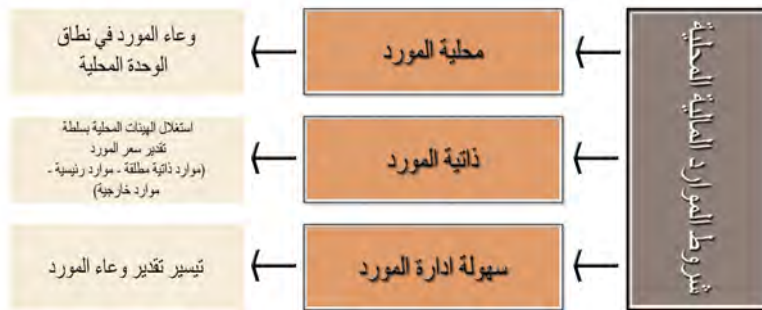 شروط الموارد المالية المحلية
محلية المورد
وعاء المورد في نطاق
الوحدة المحلية
ذاتية المورد
استغلال الهيئات المحلية بسلطة
تقدير سعر المورد
(موارد ذاتية مطلقة - موارد رئيسية -
موارد خارجية)
سهولة ادارة المورد
تيسير تقدير وعاء المورد